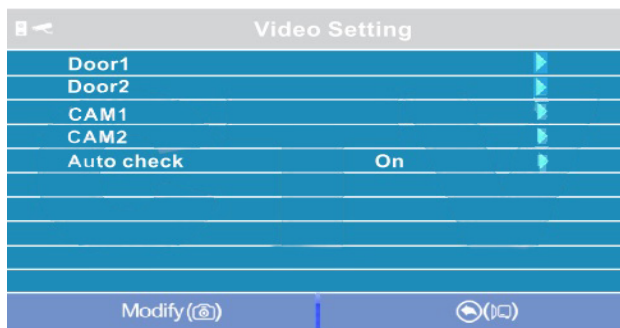 Video Setting
Door1
Door2
CAM1
CAM2
Auto check On
Modify( )
( )